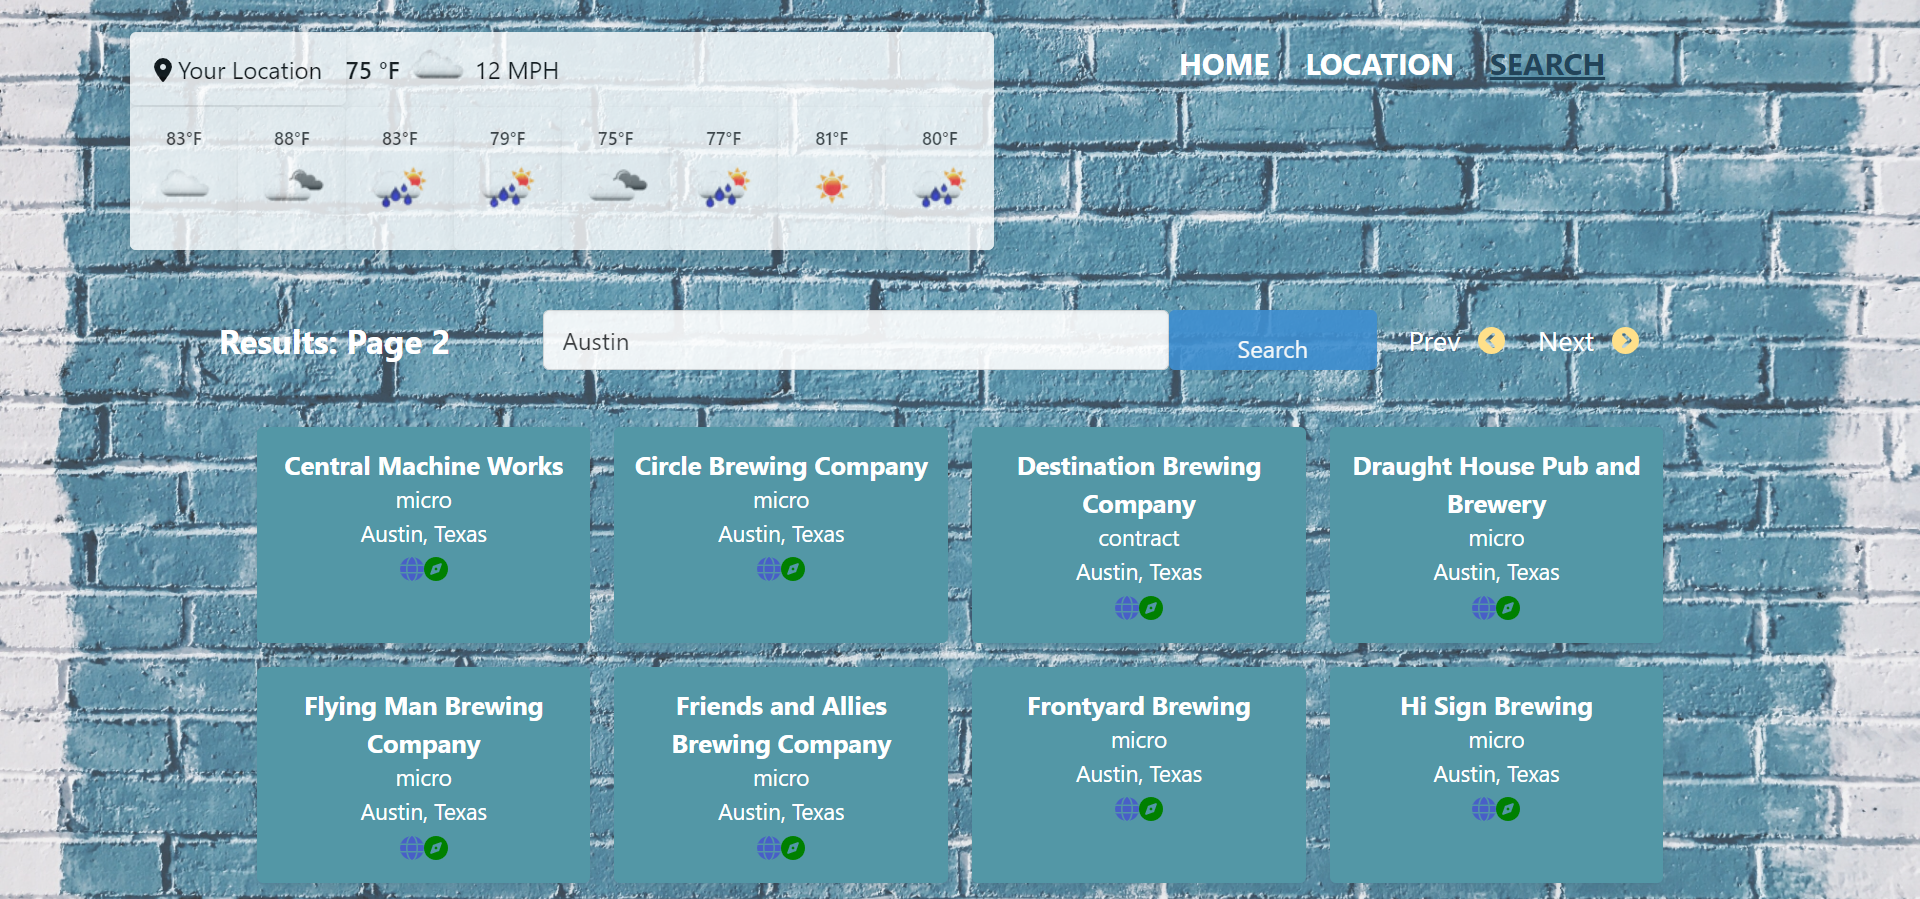 Your Location 75 °F 12 MPH
HOME LOCATION SEARCH
83°F 88°F 83°F 79°F 75°F 77°F 81°F 80°F
Results: Page 2
Austin
Search
Prev
Next
Central Machine Works
micro
Austin, Texas
Circle Brewing Company
micro
Austin, Texas
Destination Brewing
Company
contract
Austin, Texas
Draught House Pub and
Brewery
micro
Austin, Texas
Flying Man Brewing
Company
micro
Austin, Texas
Friends and Allies
Brewing Company
micro
Austin, Texas
Frontyard Brewing
micro
Austin, Texas
Hi Sign Brewing
micro
Austin, Texas